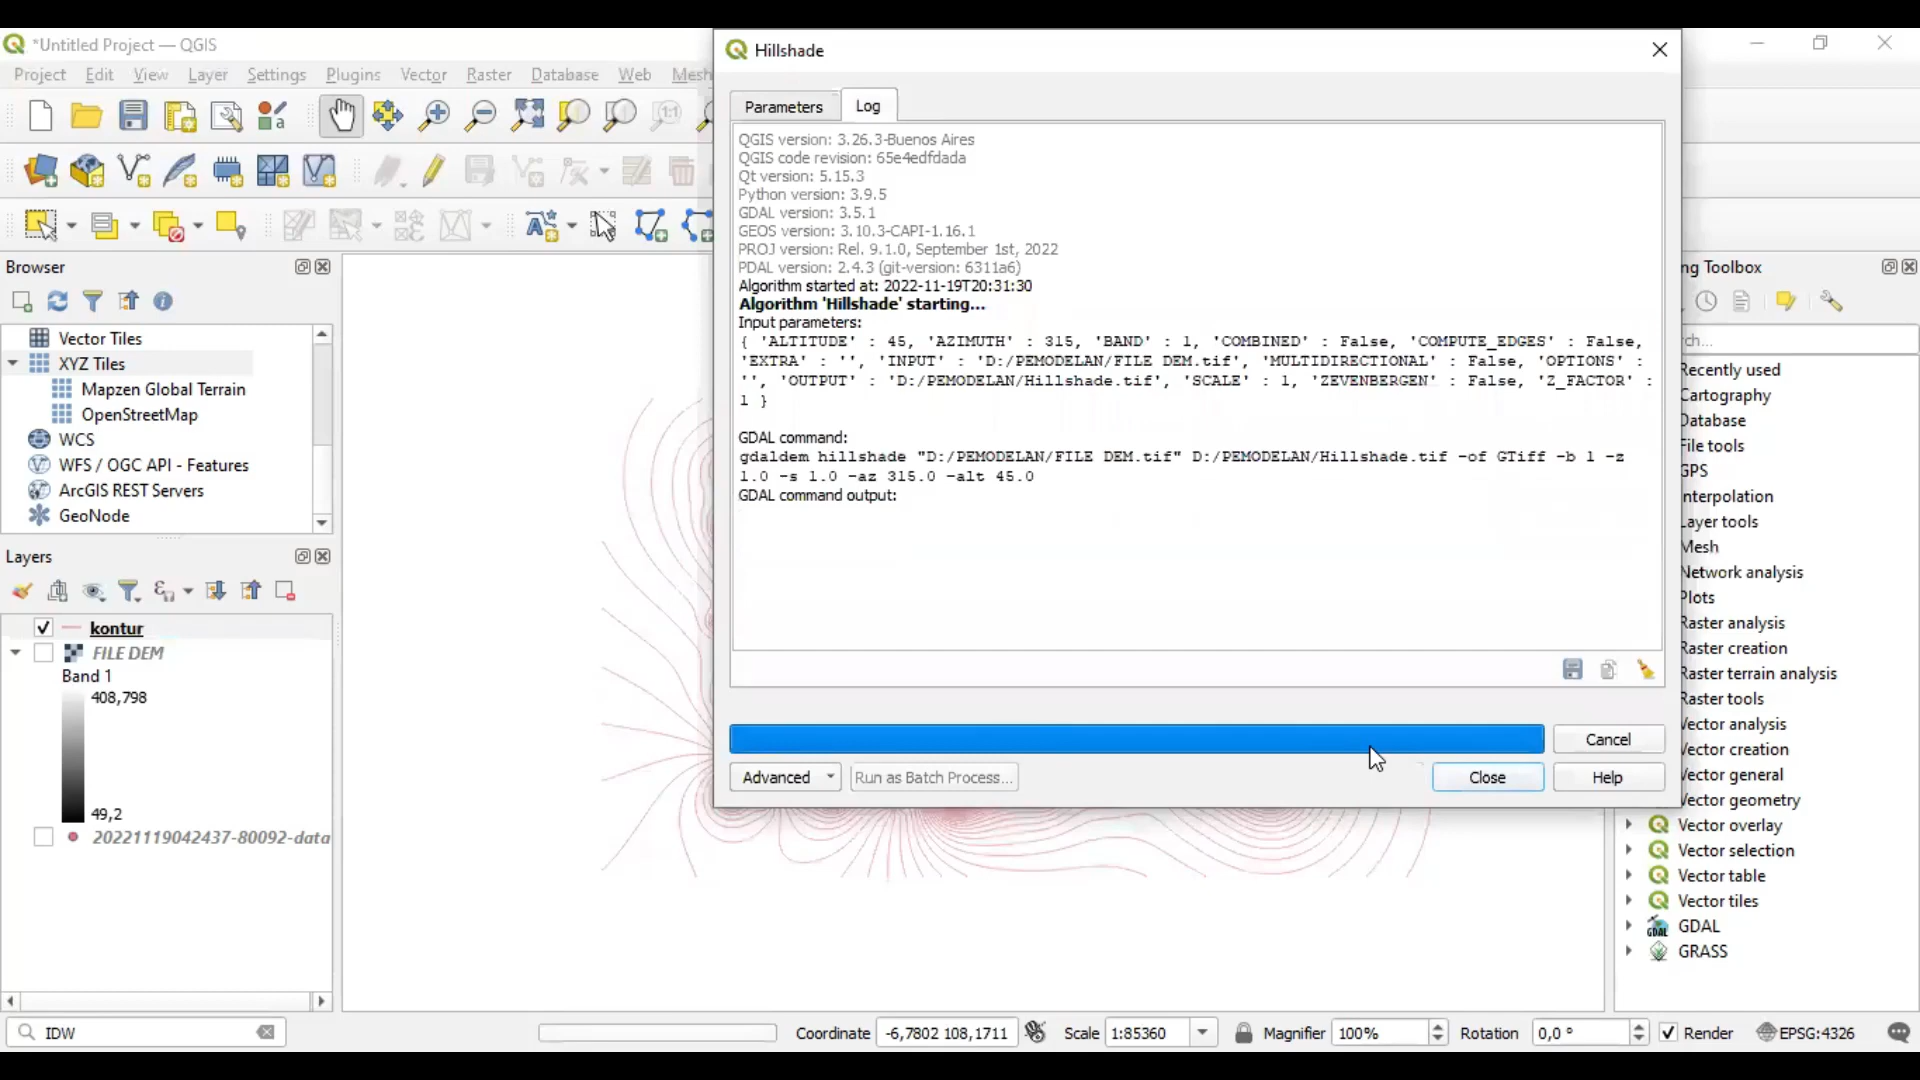 *Untitled Project — QGIS
Project Edit View Layer Settings Plugins Vector Raster Database Web Mesh
Hillshade
Parameters
Log
QGIS version: 3.26.3-Buenos Aires
QGIS code revision: 65e4edfdada
Qt version: 5.15.3
Python version: 3.9.5
GDAL version: 3.5.1
GEOS version: 3.10.3-CAPI-1.16.1
PROJ version: Rel. 9.1.0, September 1st, 2022
PDAL version: 2.4.3 (git-version: 6311a6)
Algorithm started at: 2022-11-19T20:31:30
Algorithm 'Hillshade' starting…
Input parameters:
{ 'ALTITUDE' : 45, 'AZIMUTH' : 315, 'BAND' : 1, 'COMBINED' : False, 'COMPUTE_EDGES' : False,
'EXTRA' : '', 'INPUT' : 'D:/PEMODELAN/FILE DEM.tif', 'MULTIDIRECTIONAL' : False, 'OPTIONS' :
'', 'OUTPUT' : 'D:/PEMODELAN/Hillshade.tif', 'SCALE' : 1, 'ZEVENBERGEN' : False, 'Z_FACTOR' :
1 }
GDAL command:
gdaldem hillshade "D:/PEMODELAN/FILE DEM.tif" D:/PEMODELAN/Hillshade.tif -of GTiff -b 1 -z
1.0 -s 1.0 -az 315.0 -alt 45.0
GDAL command output:
Cancel
Advanced
Run as Batch Process…
Close
Help
Browser
Vector Tiles
XYZ Tiles
Mapzen Global Terrain
OpenStreetMap
WCS
WFS / OGC API - Features
ArcGIS REST Servers
GeoNode
Layers
kontur
FILE DEM
Band 1
408,798
49,2
20221119042437-80092-data
ng Toolbox
ch…
Recently used
Cartography
Database
File tools
GPS
Interpolation
Layer tools
Mesh
Network analysis
Plots
Raster analysis
Raster creation
Raster terrain analysis
Raster tools
Vector analysis
Vector creation
Vector general
Vector geometry
Vector overlay
Vector selection
Vector table
Vector tiles
GDAL
GDAL
GRASS
IDW
Coordinate -6,7802 108,1711 Scale 1:85360 Magnifier 100% Rotation 0,0 ° Render EPSG:4326